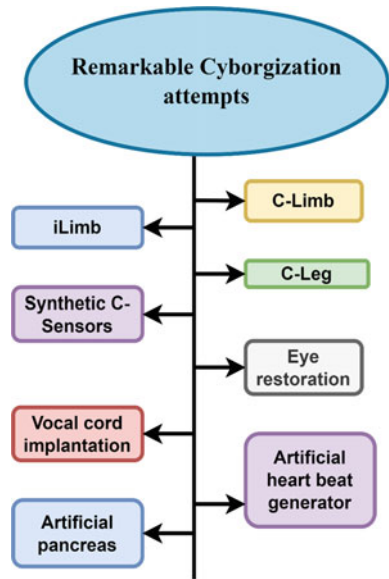 Remarkable Cyborgization
attempts
C-Limb
iLimb
C-Leg
Synthetic C-
Sensors
Eye
restoration
Vocal cord
implantation
Artificial
heart beat
generator
Artificial
pancreas